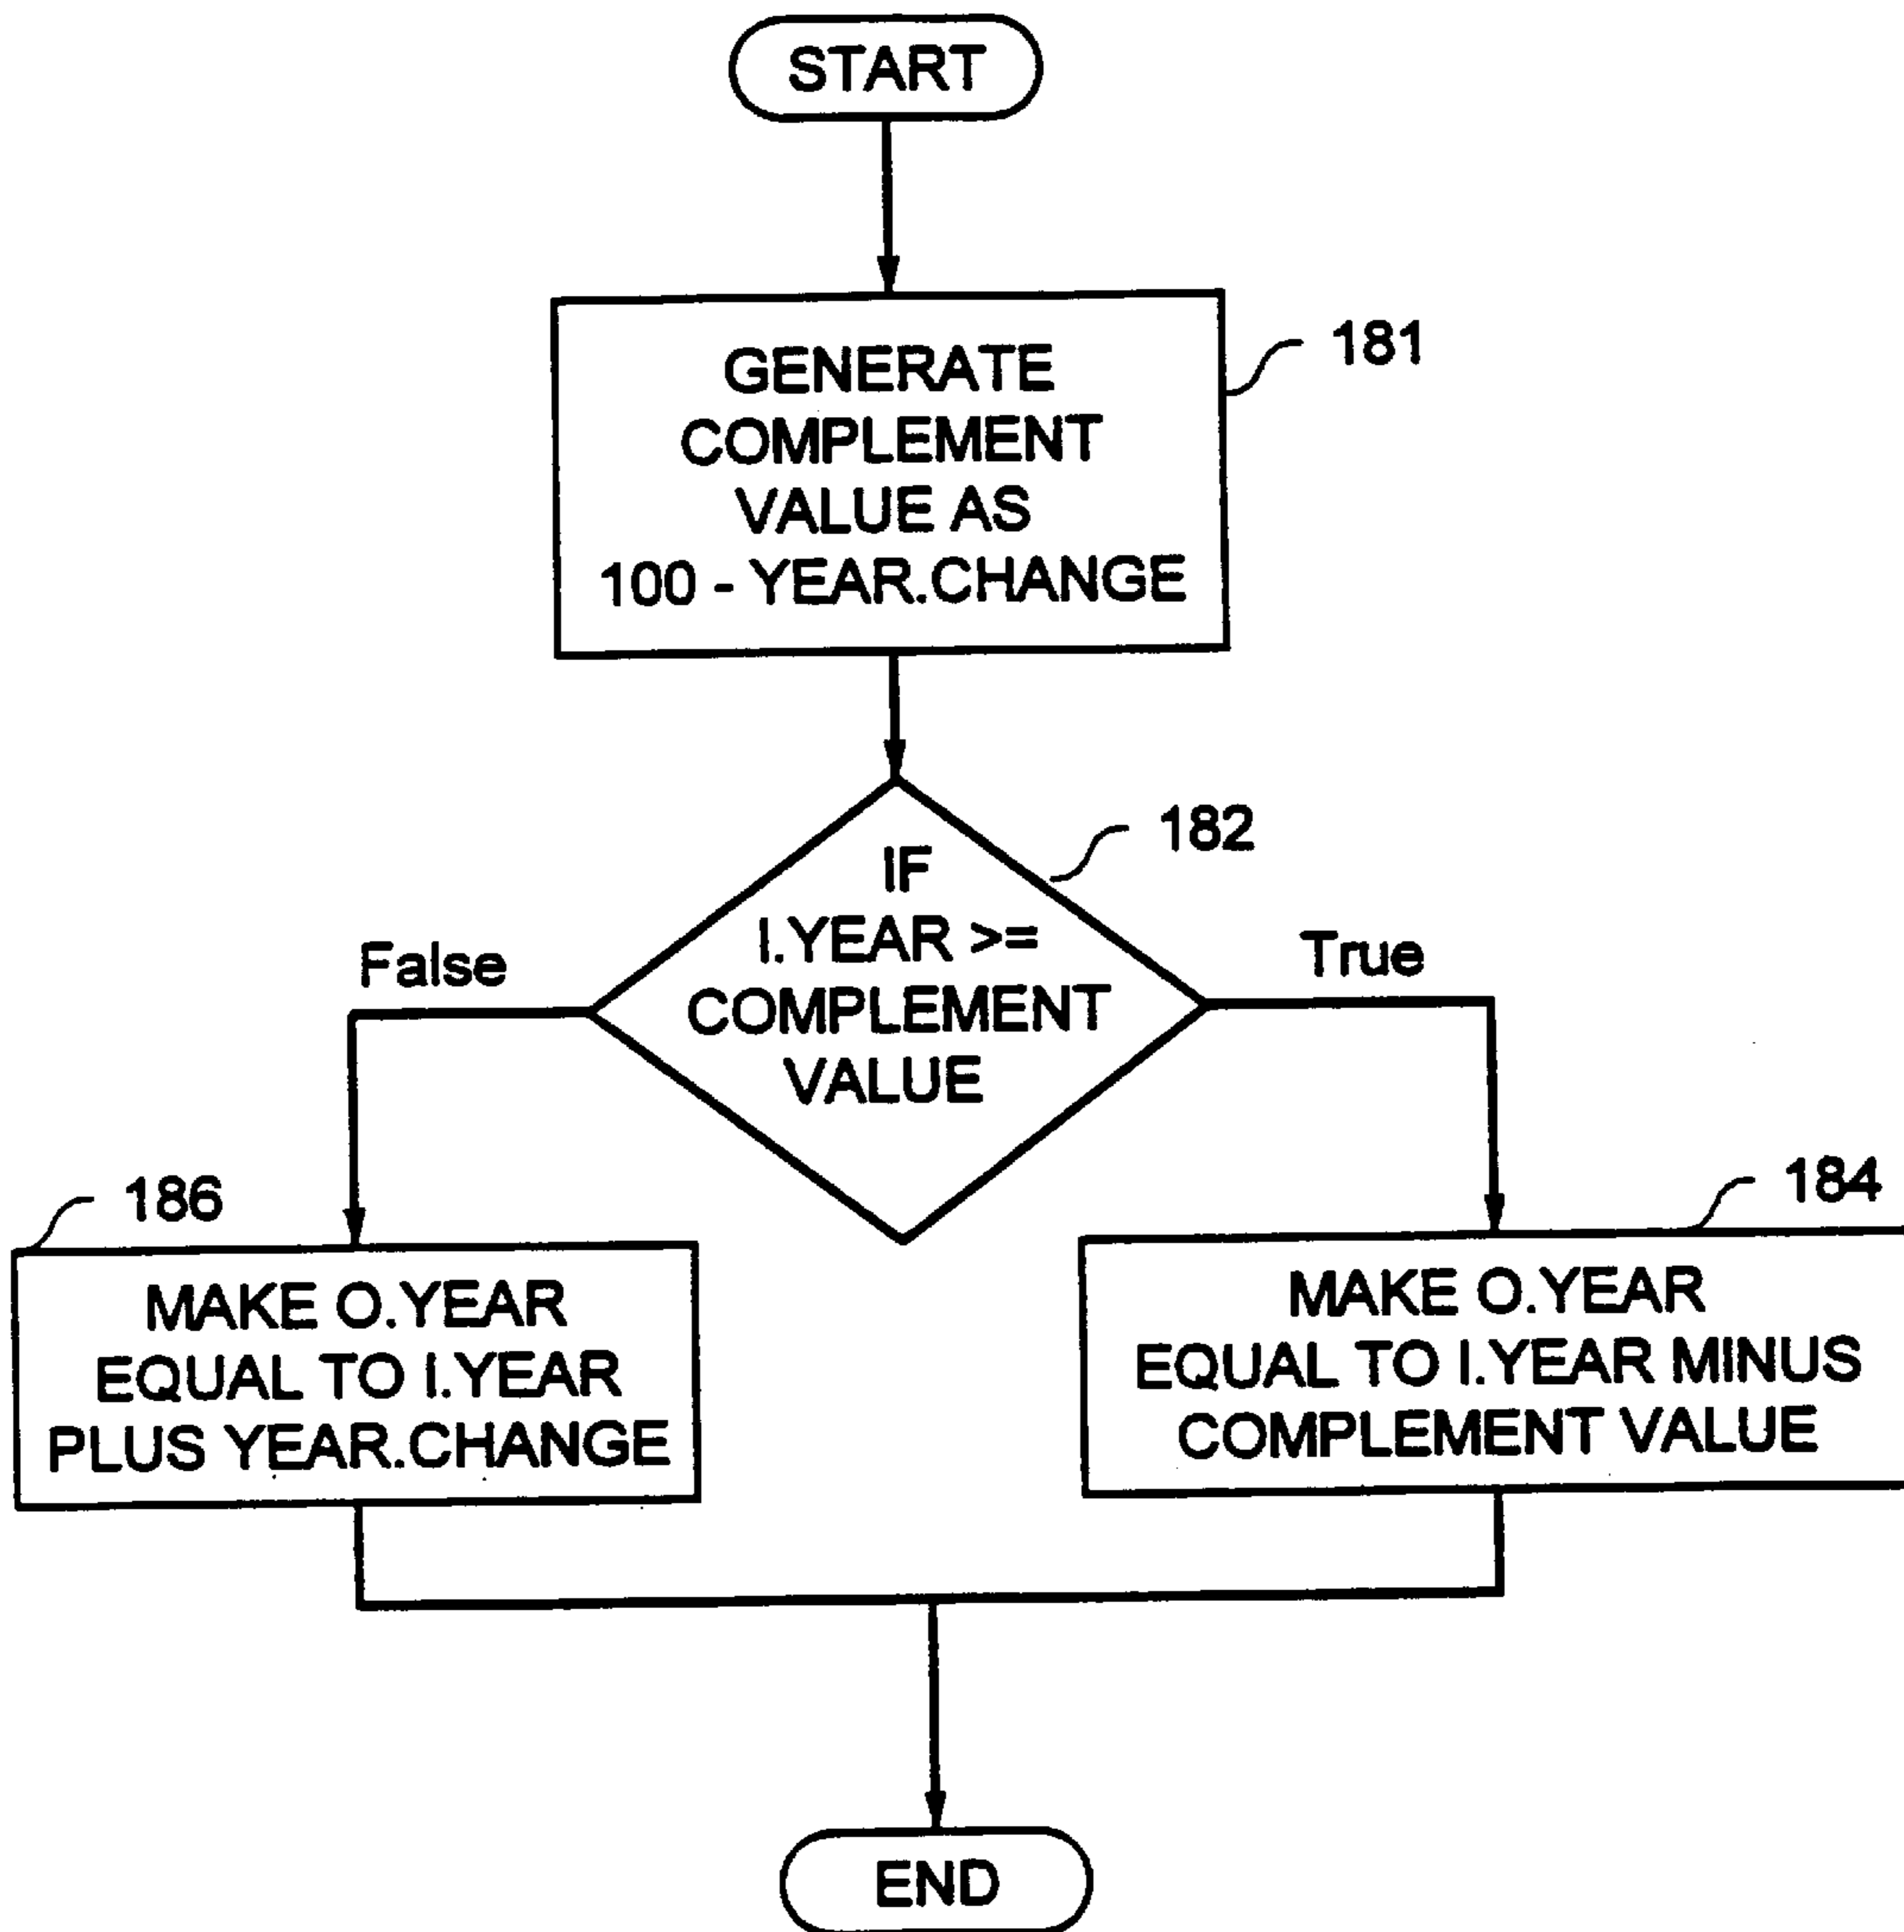 START
GENERATE
COMPLEMENT
VALUE AS
100 - YEAR.CHANGE
181
IF
I.YEAR >=
COMPLEMENT
VALUE
182
False
True
186
MAKE O.YEAR
EQUAL TO I.YEAR
PLUS YEAR.CHANGE
184
MAKE O.YEAR
EQUAL TO I.YEAR MINUS
COMPLEMENT VALUE
END